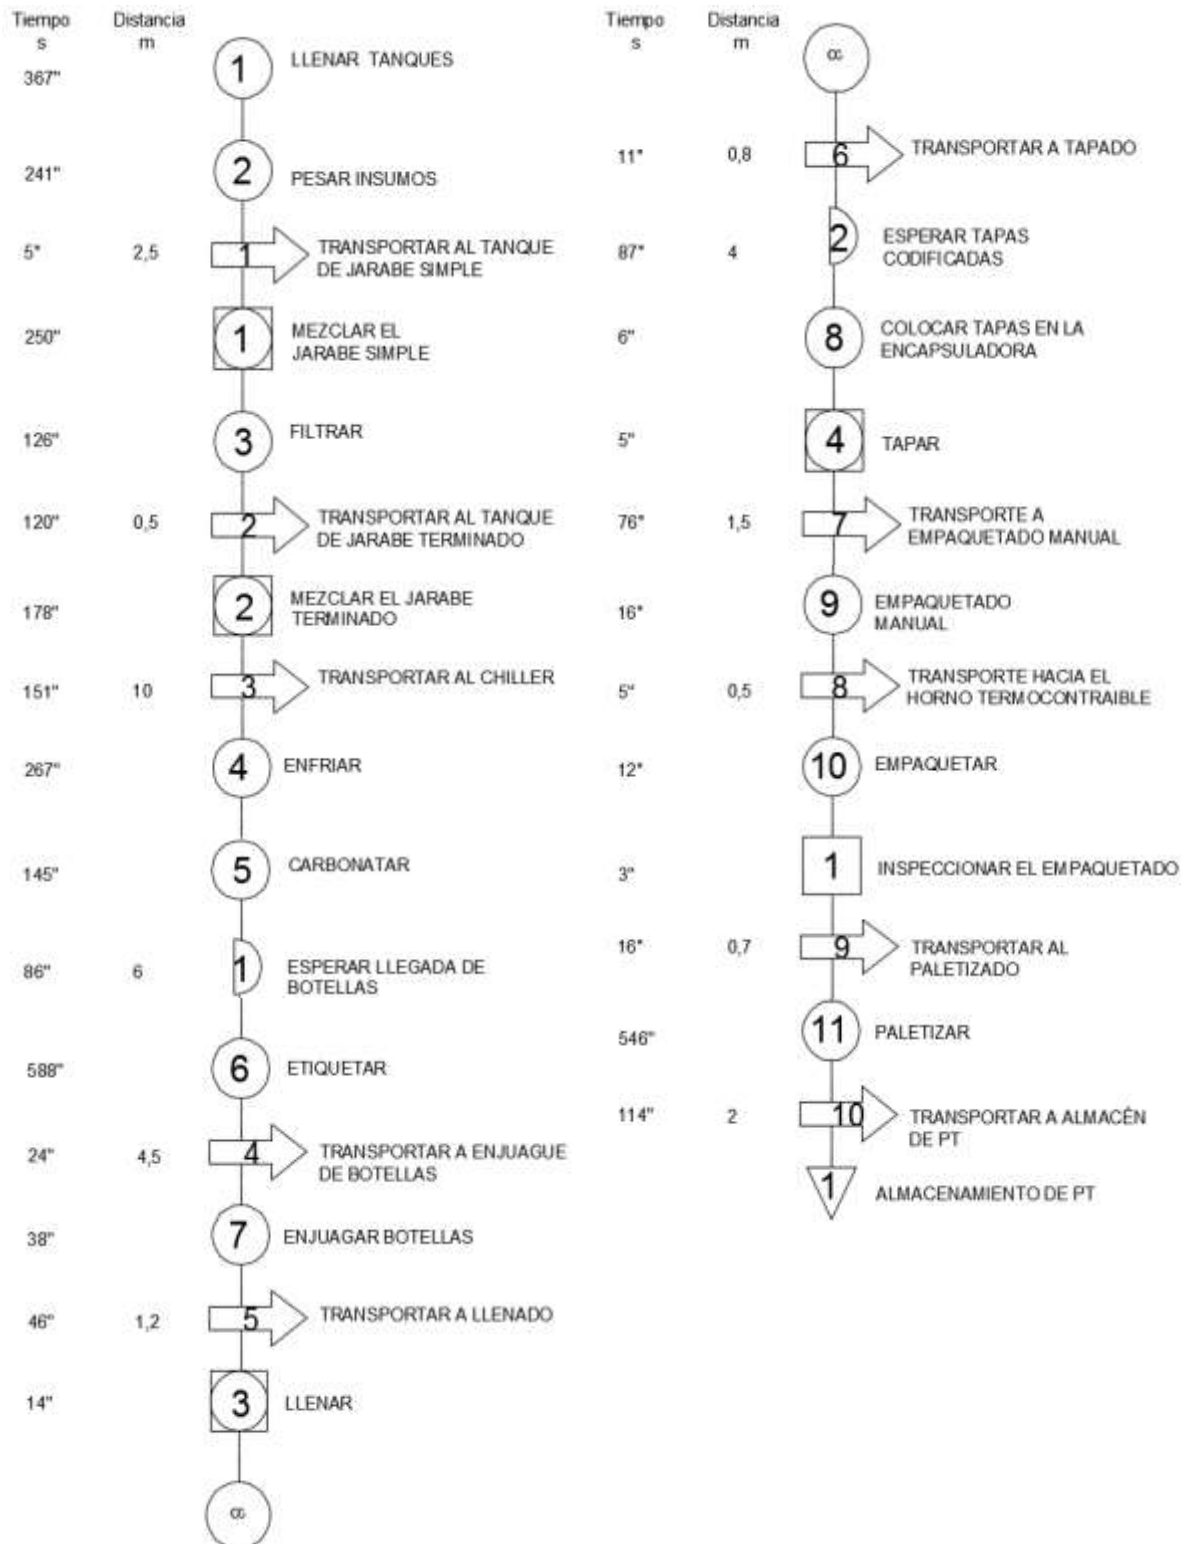 Tiempo Distancia
s m
367" 1 LLENAR TANQUES
241" 2 PESAR INSUMOS
5" 2,5 1 TRANSPORTAR AL TANQUE
DE JARABE SIMPLE
250" 1 MEZCLAR EL
JARABE SIMPLE
126" 3 FILTRAR
120" 0,5 2 TRANSPORTAR AL TANQUE
DE JARABE TERMINADO
178" 2 MEZCLAR EL JARABE
TERMINADO
151" 10 3 TRANSPORTAR AL CHILLER
267" 4 ENFRIAR
145" 5 CARBONATAR
86" 6 1 ESPERAR LLEGADA DE
BOTELLAS
588" 6 ETIQUETAR
24" 4,5 4 TRANSPORTAR A ENJUAGUE
DE BOTELLAS
38" 7 ENJUAGAR BOTELLAS
46" 1,2 5 TRANSPORTAR A LLENADO
14" 3 LLENAR
α
Tiempo Distancia
s m
α
11" 0,8 6 TRANSPORTAR A TAPADO
87" 4 2 ESPERAR TAPAS
CODIFICADAS
6" 8 COLOCAR TAPAS EN LA
ENCAPSULADORA
5" 4 TAPAR
76" 1,5 7 TRANSPORTE A
EMPAQUETADO MANUAL
16" 9 EMPAQUETADO
MANUAL
5" 0,5 8 TRANSPORTE HACIA EL
HORNO TERMOCONTRAIBLE
12" 10 EMPAQUETAR
3" 1 INSPECCIONAR EL EMPAQUETADO
16" 0,7 9 TRANSPORTAR AL
PALETIZADO
546" 11 PALETIZAR
114" 2 10 TRANSPORTAR A ALMACÉN
DE PT
1 ALMACENAMIENTO DE PT